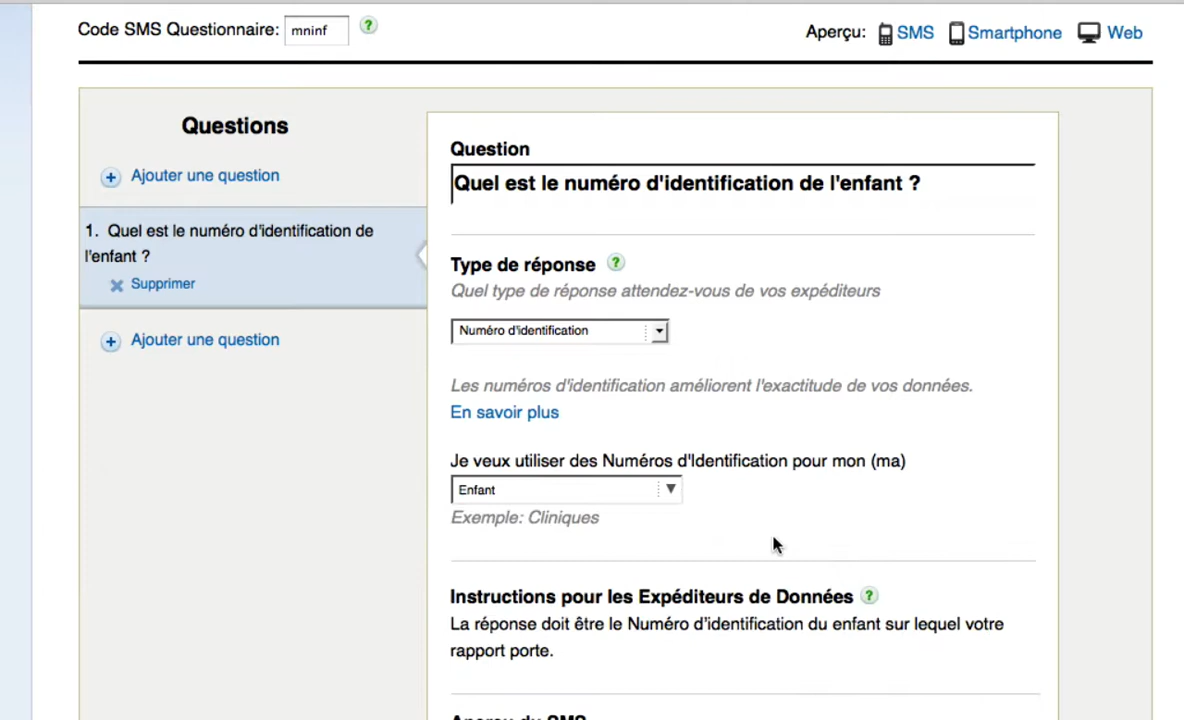 Code SMS Questionnaire: mninf ?
Aperçu: SMS Smartphone Web
Questions
Ajouter une question
1. Quel est le numéro d'identification de
l'enfant ?
Supprimer
Ajouter une question
Question
Quel est le numéro d'identification de l'enfant ?
Type de réponse ?
Quel type de réponse attendez-vous de vos expéditeurs
Numéro d'identification
Les numéros d'identification améliorent l'exactitude de vos données.
En savoir plus
Je veux utiliser des Numéros d'Identification pour mon (ma)
Enfant
Exemple: Cliniques
Instructions pour les Expéditeurs de Données ?
La réponse doit être le Numéro d'identification du enfant sur lequel votre
rapport porte.
Aperçu du SMS